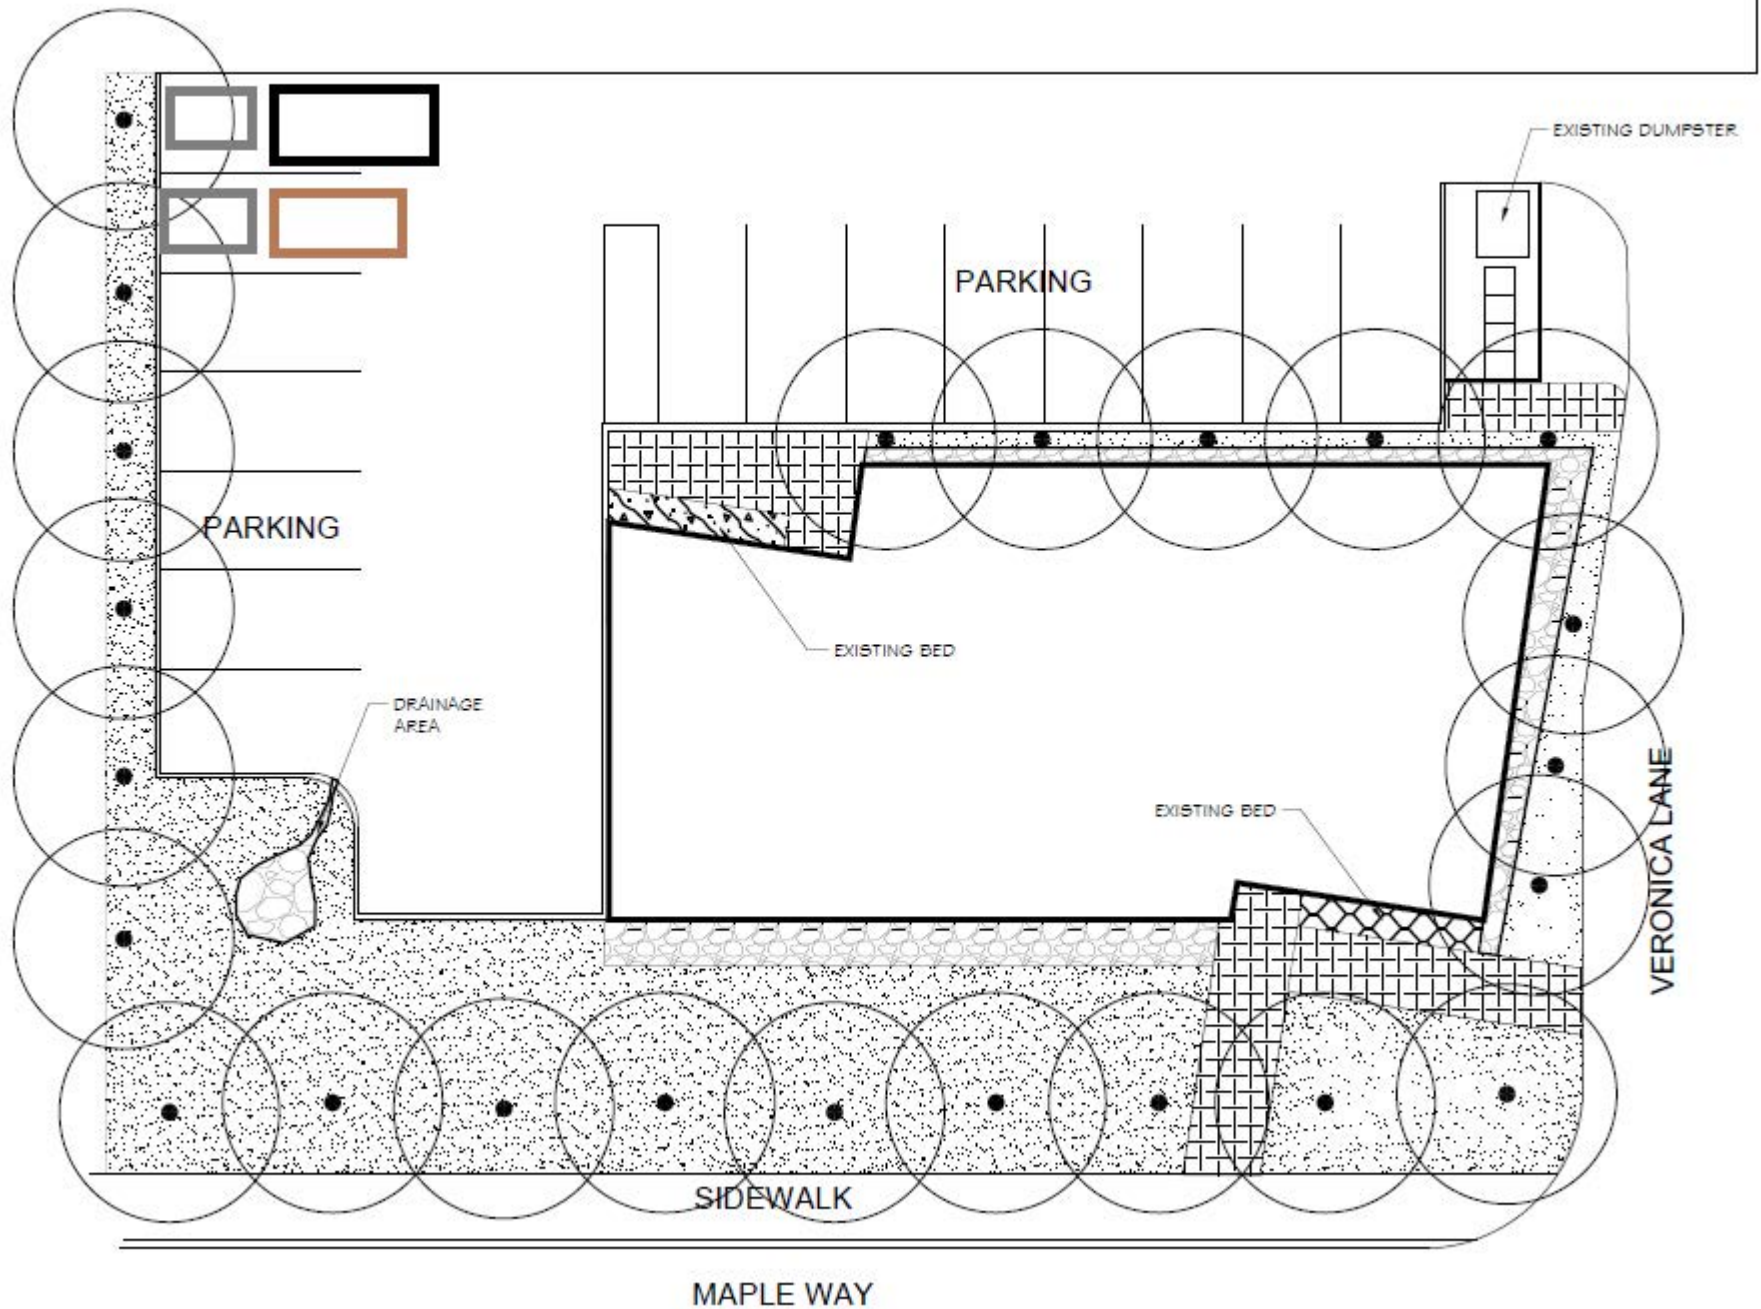 EXISTING DUMPSTER
PARKING
PARKING
EXISTING BED
DRAINAGE
AREA
EXISTING BED
VERONICA LANE
SIDEWALK
MAPLE WAY